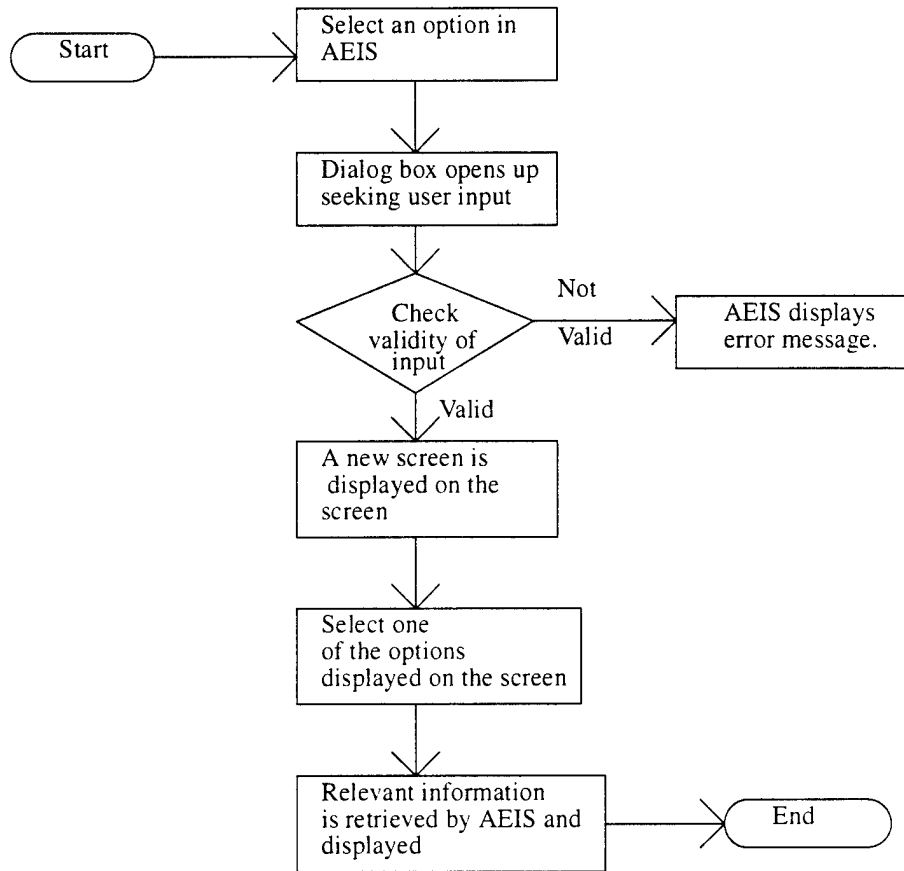 Start
Select an option in
AEIS
Dialog box opens up
seeking user input
Check
validity of
input
Not
Valid
AEIS displays
error message.
Valid
A new screen is
displayed on the
screen
Select one
of the options
displayed on the screen
Relevant information
is retrieved by AEIS and
displayed
End